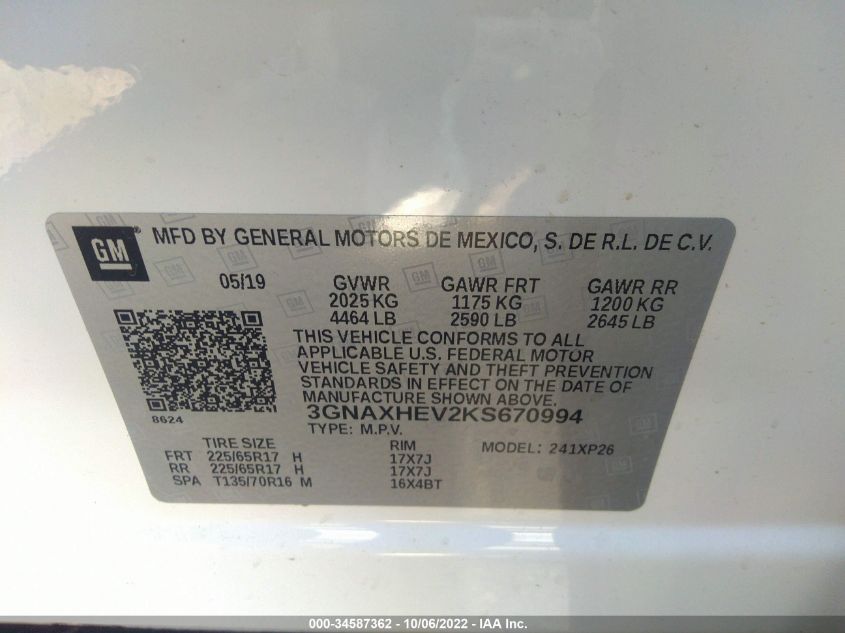 GM
MFD BY GENERAL MOTORS DE MEXICO, S. DE R.L. DE C.V.
05/19 GVWR GAWR FRT GAWR RR
2025 KG 1175 KG 1200 KG
4464 LB 2590 LB 2645 LB
THIS VEHICLE CONFORMS TO ALL
APPLICABLE U.S. FEDERAL MOTOR
VEHICLE SAFETY AND THEFT PREVENTION
STANDARDS IN EFFECT ON THE DATE OF
MANUFACTURE SHOWN ABOVE.
8624 3GNAXHEV2KS670994
TYPE: M.P.V. MODEL: 241XP26
TIRE SIZE RIM
FRT 225/65R17 H 17X7J
RR 225/65R17 H 17X7J
SPA T135/70R16 M 16X4BT
000-34587362 - 10/06/2022 - IAA Inc.